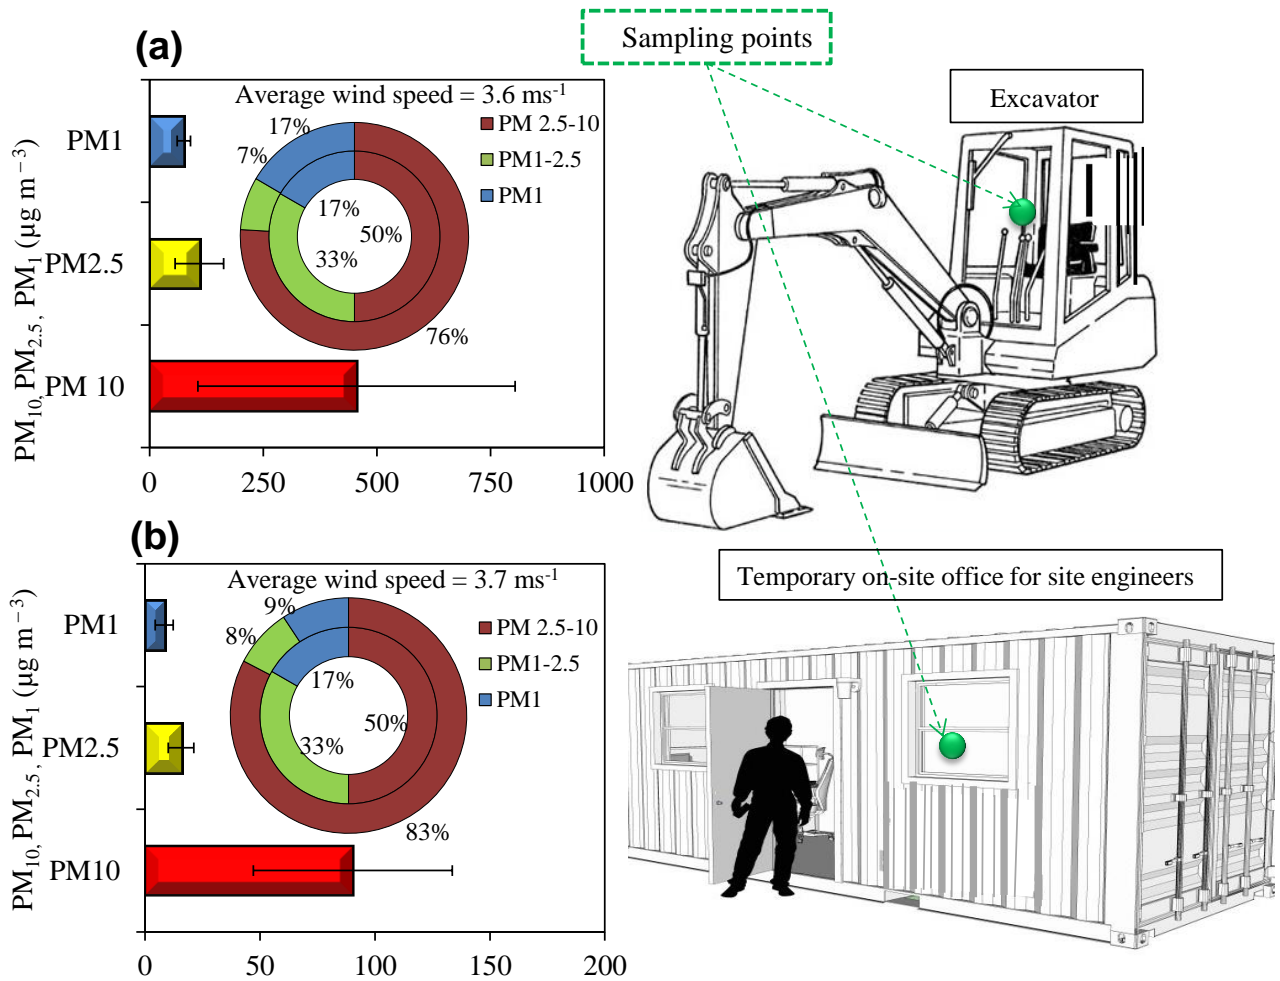 (a)
Sampling points
Excavator
Average wind speed = 3.6 ms⁻¹
PM 2.5-10
PM1-2.5
PM1
17%
7%
17%
50%
33%
76%
PM1
PM2.5
PM 10
PM₁₀, PM₂.₅, PM₁ (µg m⁻³)
0 250 500 750 1000
(b)
Temporary on-site office for site engineers
Average wind speed = 3.7 ms⁻¹
PM 2.5-10
PM1-2.5
PM1
9%
8%
17%
50%
33%
83%
PM1
PM2.5
PM10
PM₁₀, PM₂.₅, PM₁ (µg m⁻³)
0 50 100 150 200